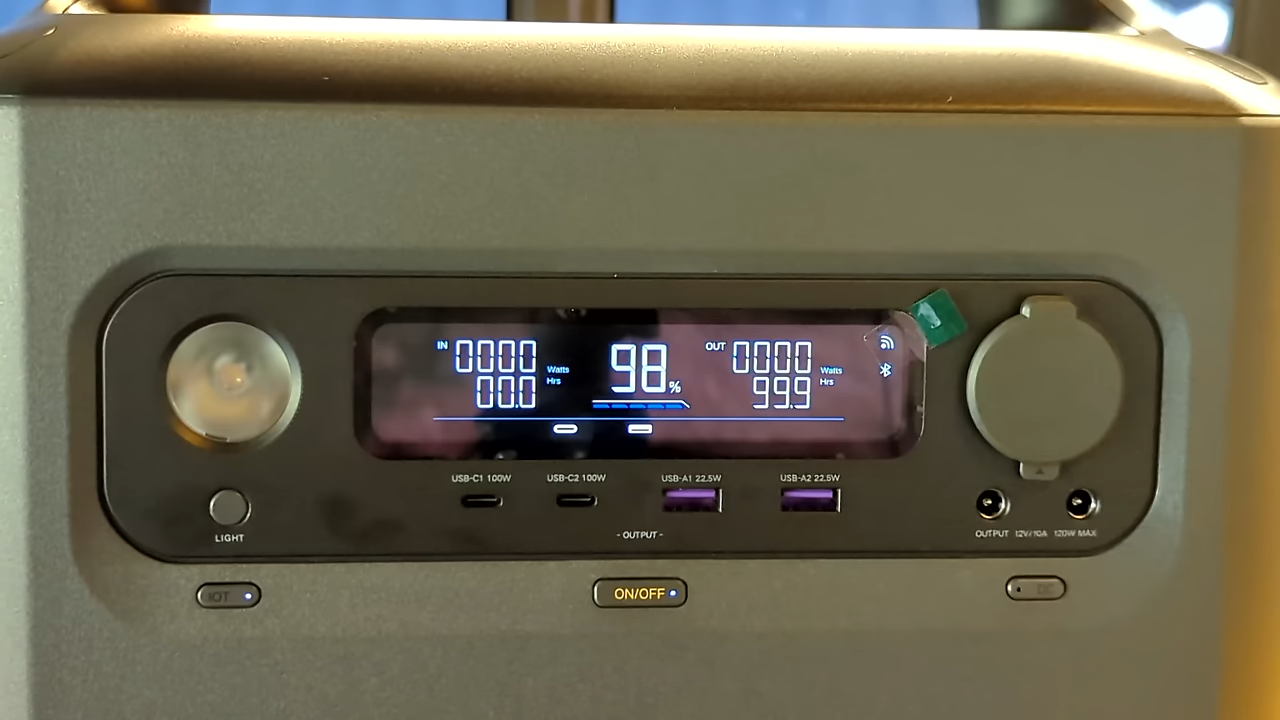 IN 0000 Watts
00.0 Hrs
98%
OUT 0000 Watts
99.9 Hrs
USB-C1 100W
USB-C2 100W
USB-A1 22.5W
USB-A2 22.5W
- OUTPUT -
LIGHT
OUTPUT 12V/10A 120W MAX
IOT
ON/OFF
DC